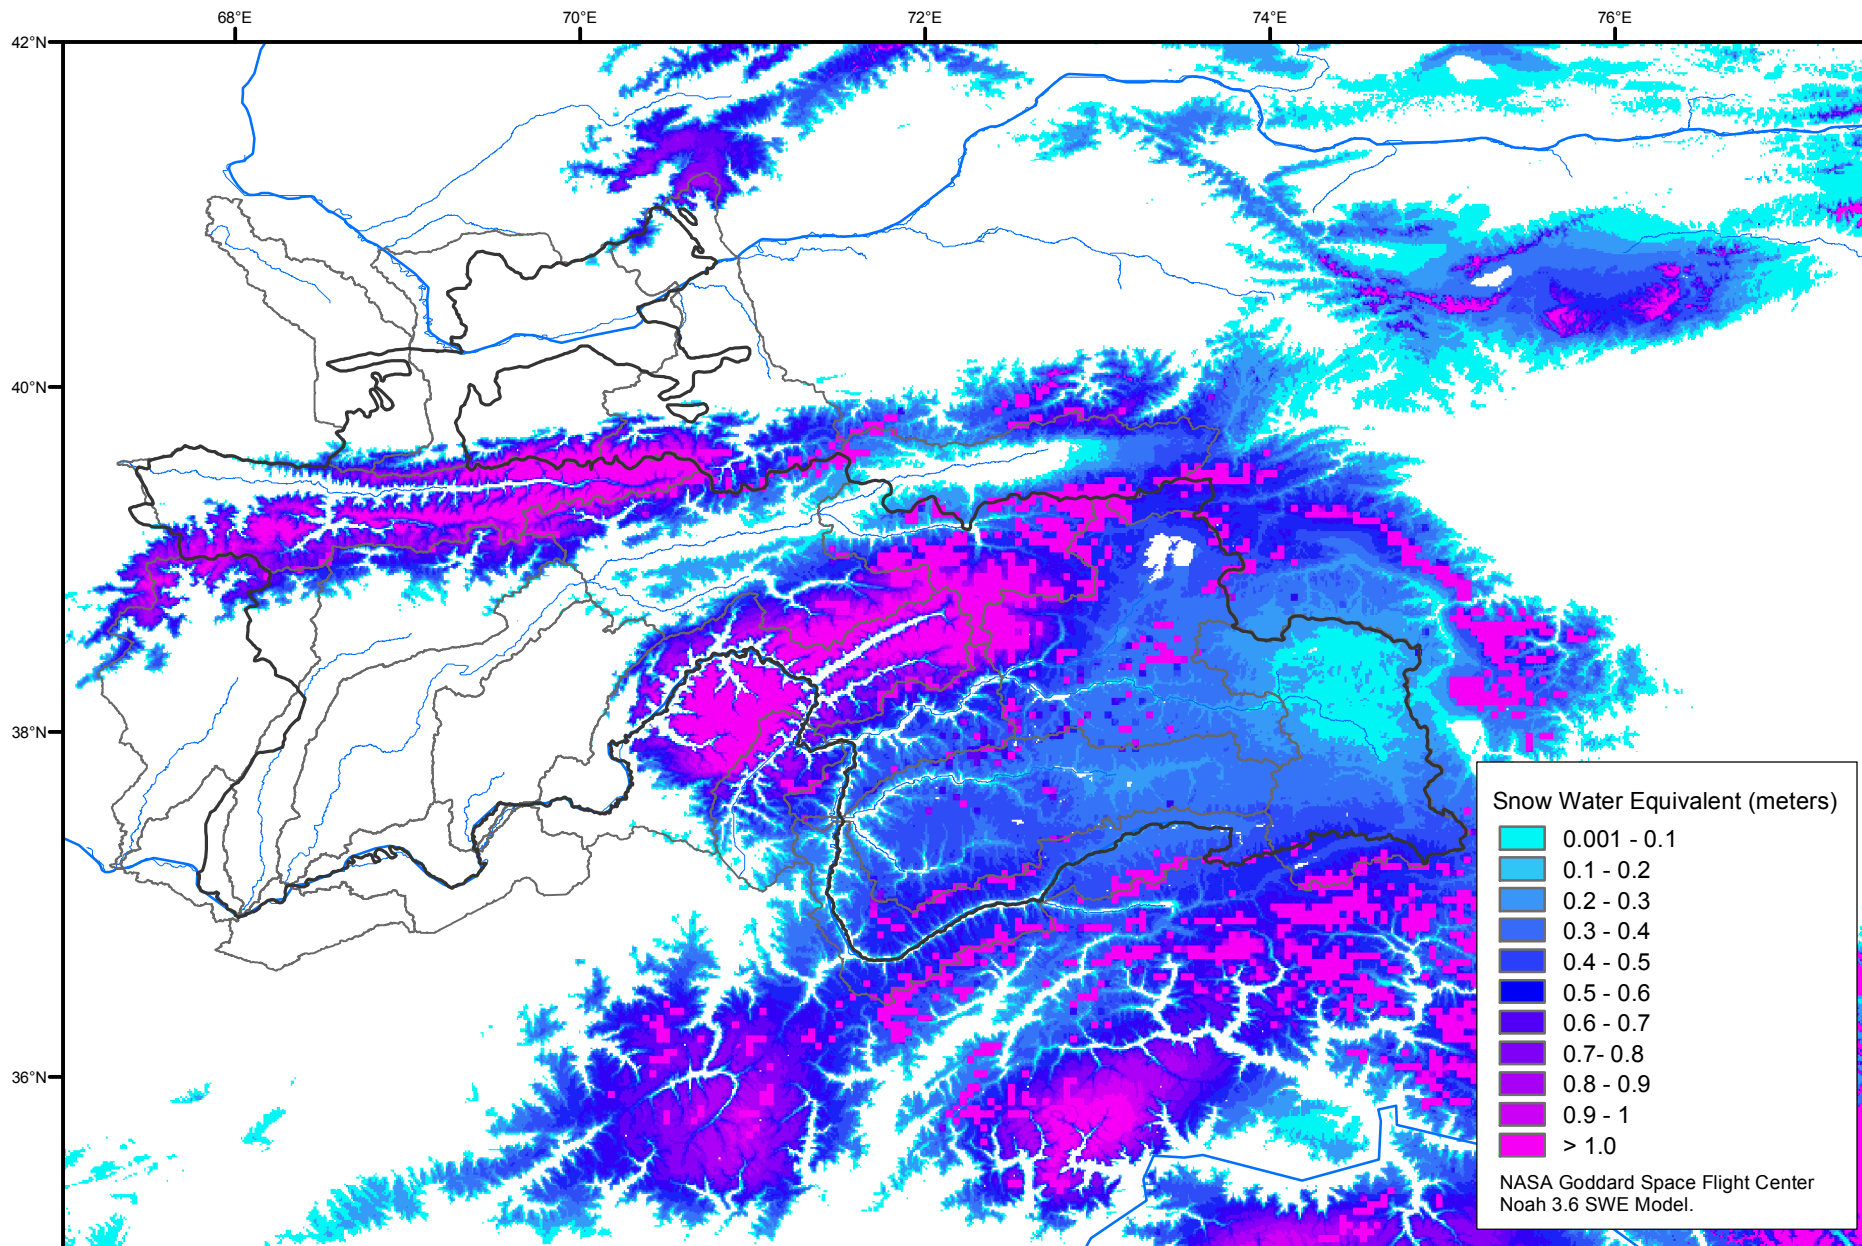 68°E
70°E
72°E
74°E
76°E
42°N
40°N
38°N
36°N
Snow Water Equivalent (meters)
0.001 - 0.1
0.1 - 0.2
0.2 - 0.3
0.3 - 0.4
0.4 - 0.5
0.5 - 0.6
0.6 - 0.7
0.7- 0.8
0.8 - 0.9
0.9 - 1
> 1.0
NASA Goddard Space Flight Center
Noah 3.6 SWE Model.